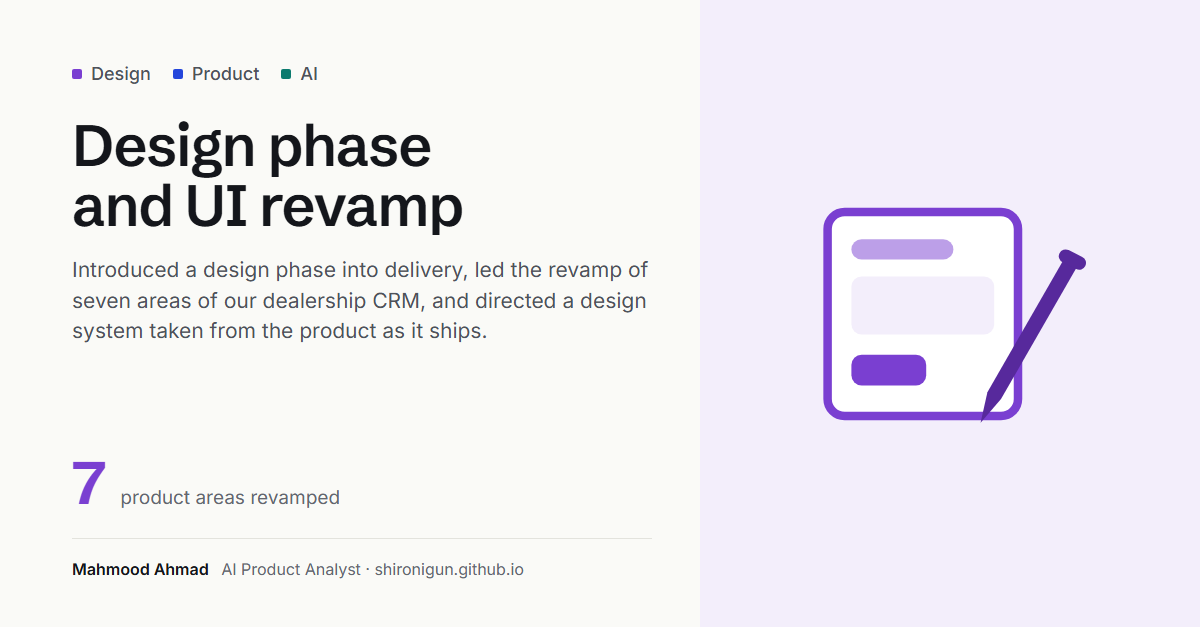 Design Product AI
Design phase
and UI revamp
Introduced a design phase into delivery, led the revamp of
seven areas of our dealership CRM, and directed a design
system taken from the product as it ships.
7 product areas revamped
Mahmood Ahmad AI Product Analyst · shironigun.github.io